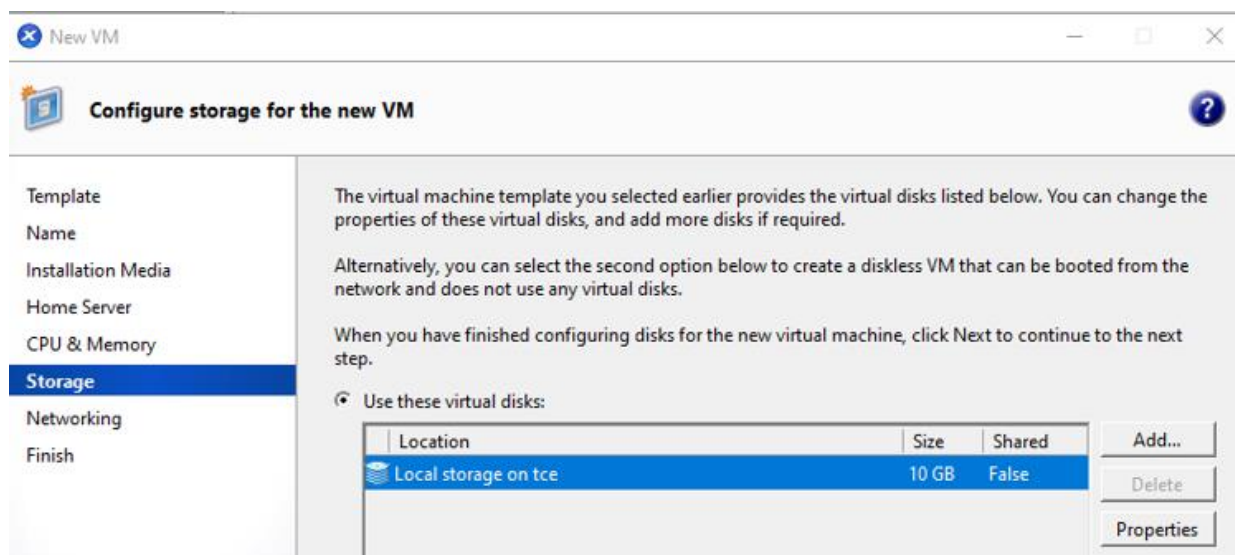 New VM
Configure storage for the new VM
?
Template
Name
Installation Media
Home Server
CPU & Memory
Storage
Networking
Finish
The virtual machine template you selected earlier provides the virtual disks listed below. You can change the
properties of these virtual disks, and add more disks if required.
Alternatively, you can select the second option below to create a diskless VM that can be booted from the
network and does not use any virtual disks.
When you have finished configuring disks for the new virtual machine, click Next to continue to the next
step.
Use these virtual disks:
Location Size Shared
Local storage on tce 10 GB False
Add...
Delete
Properties